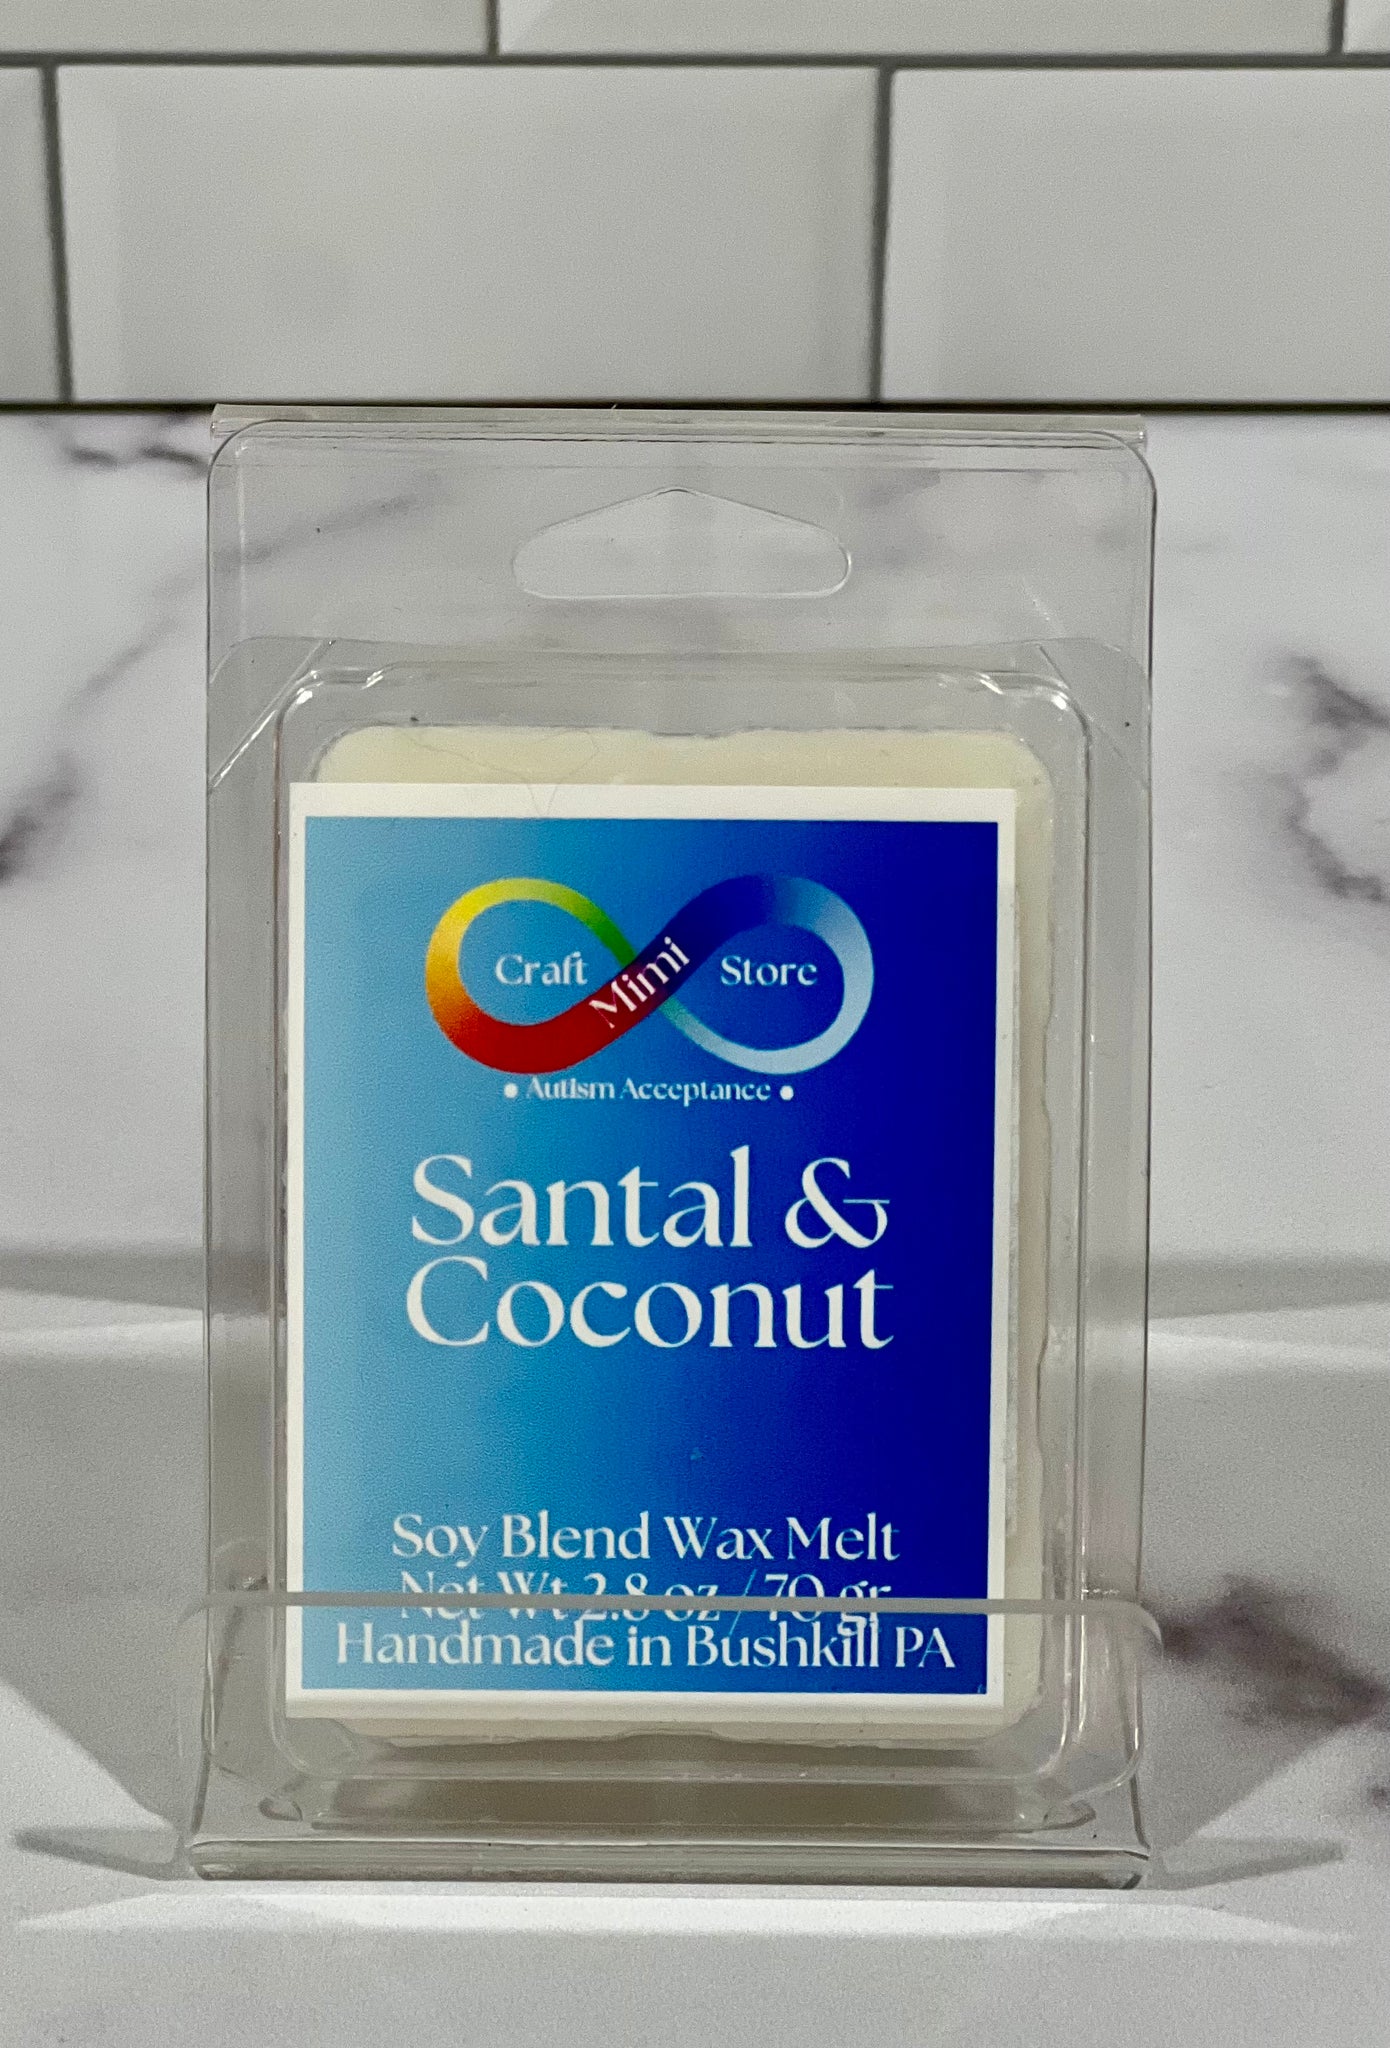 Craft Mimi Store
• Autism Acceptance •
Santal &
Coconut
Soy Blend Wax Melt
Net Wt 2.8 oz / 70 gr
Handmade in Bushkill PA